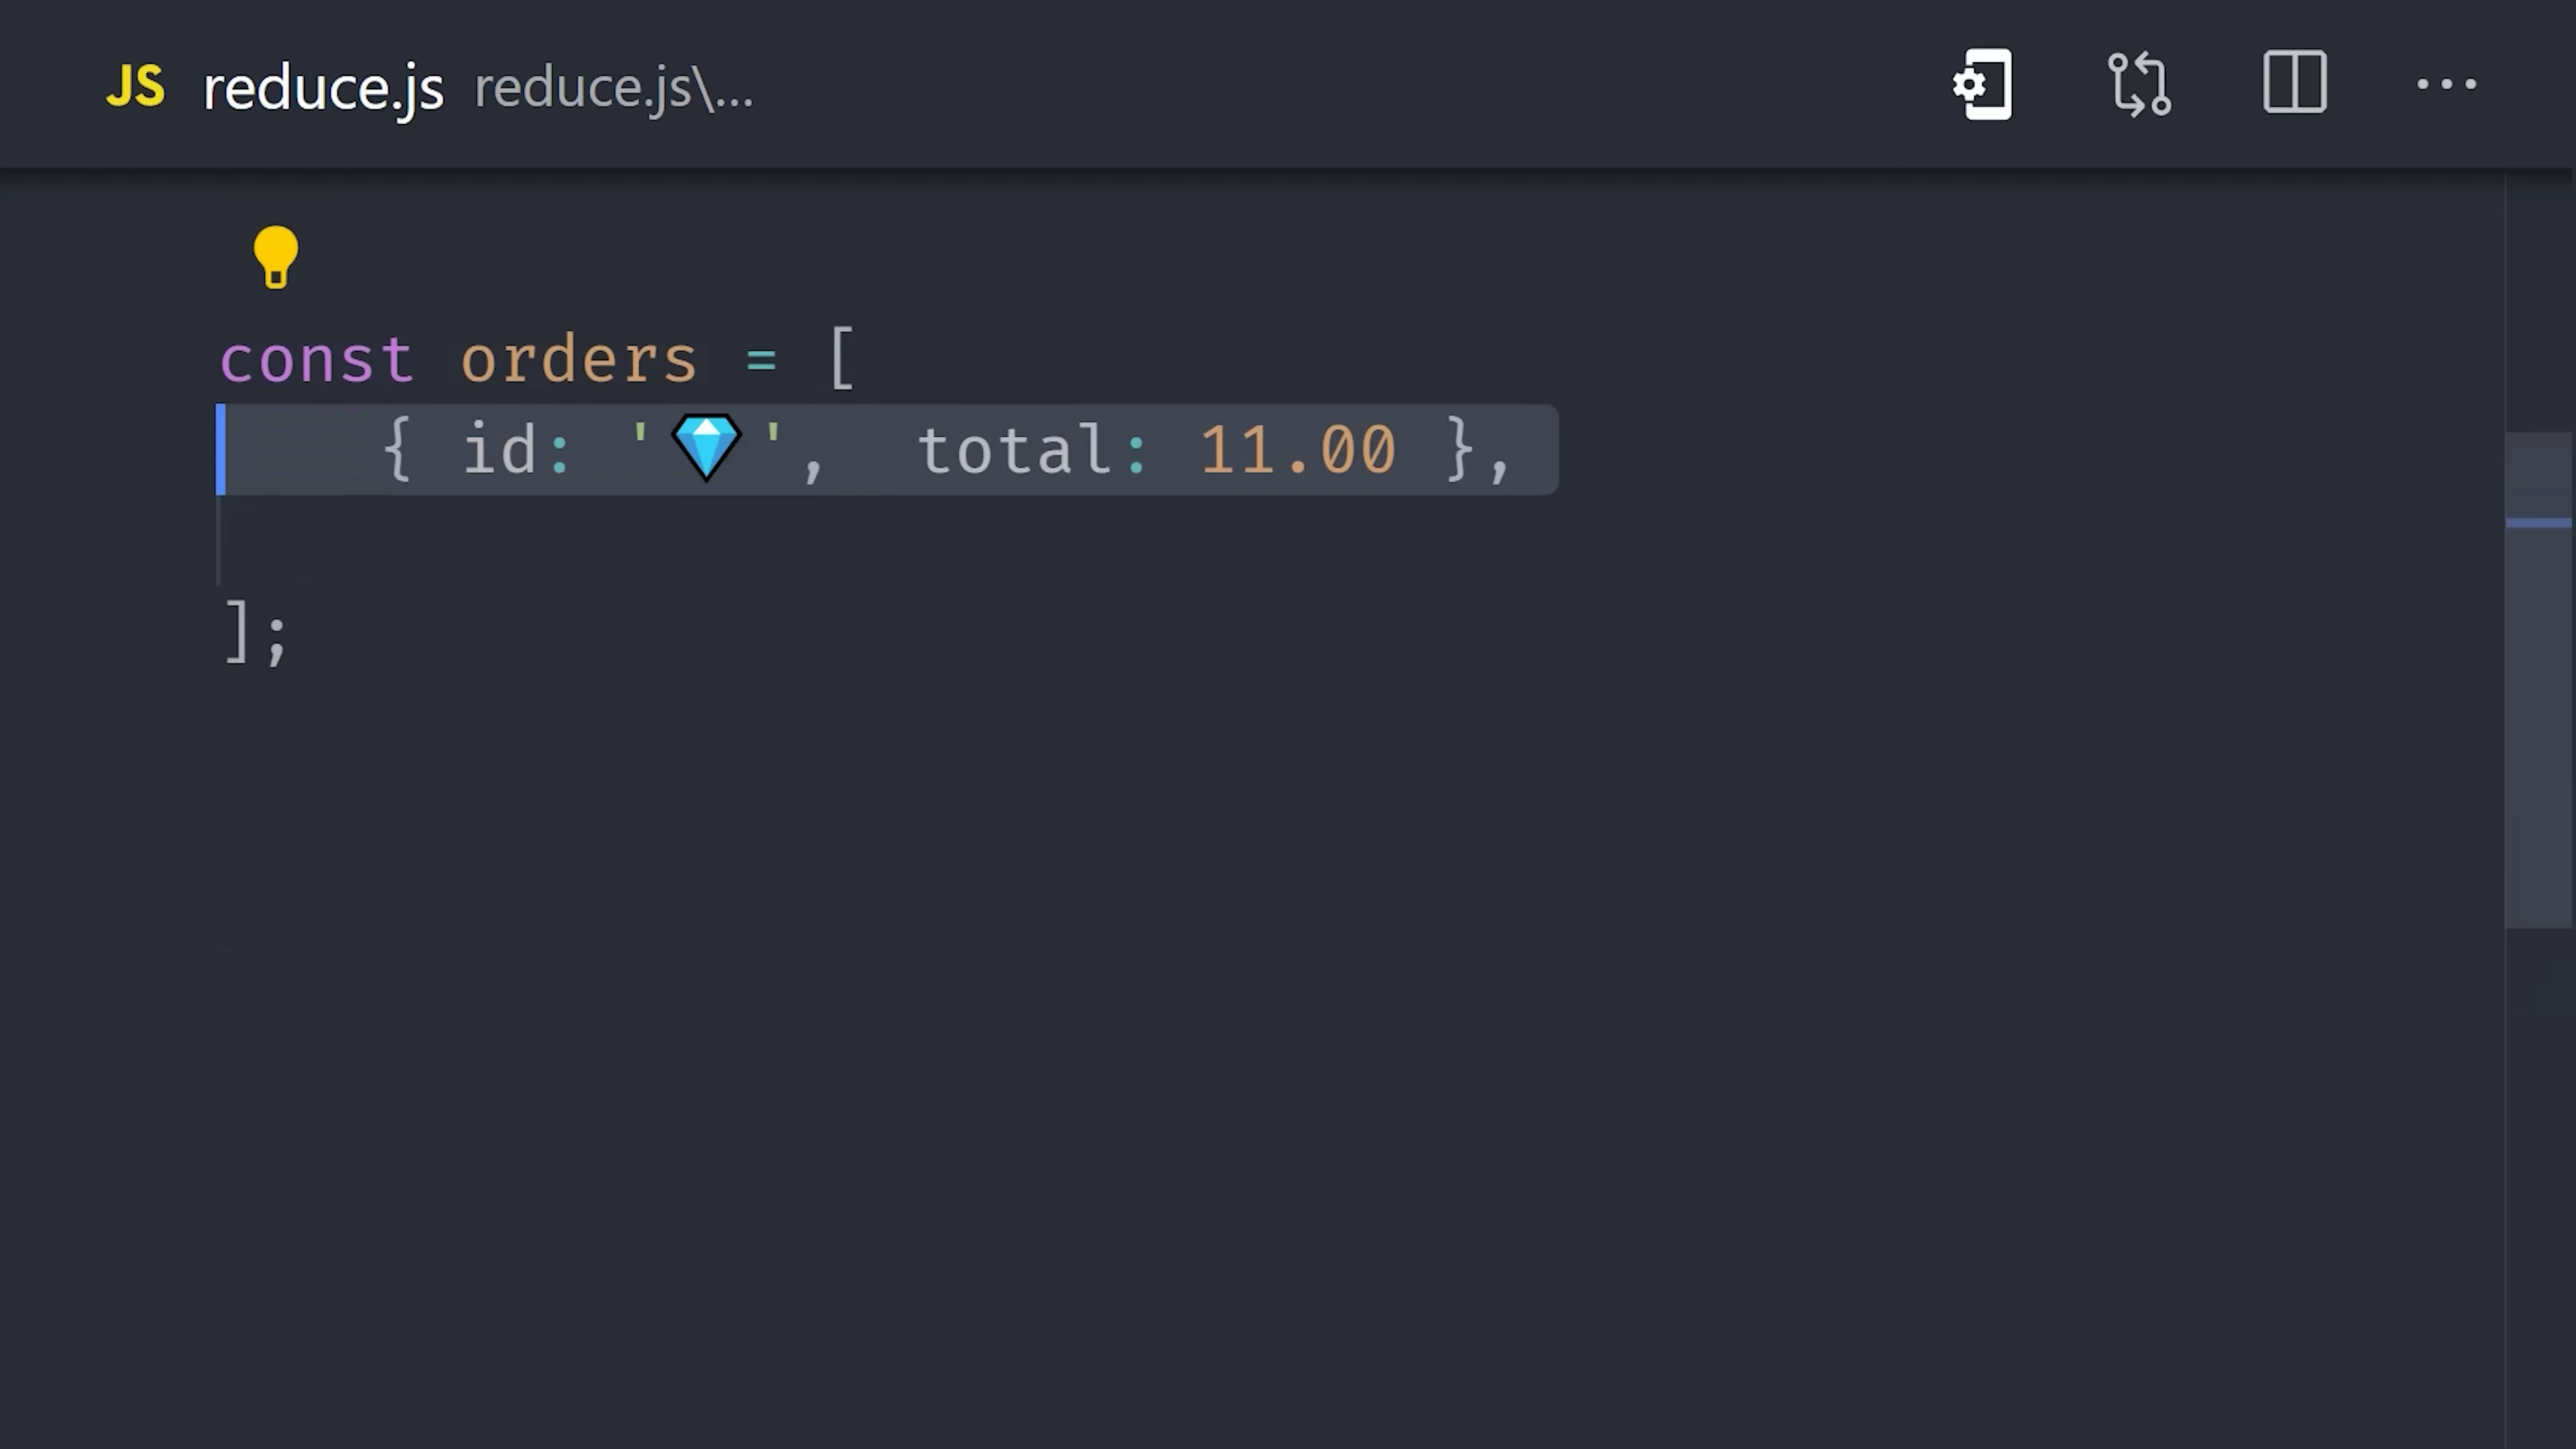 JS reduce.js reduce.js\...
const orders = [
    { id: '💎',  total: 11.00 },
];